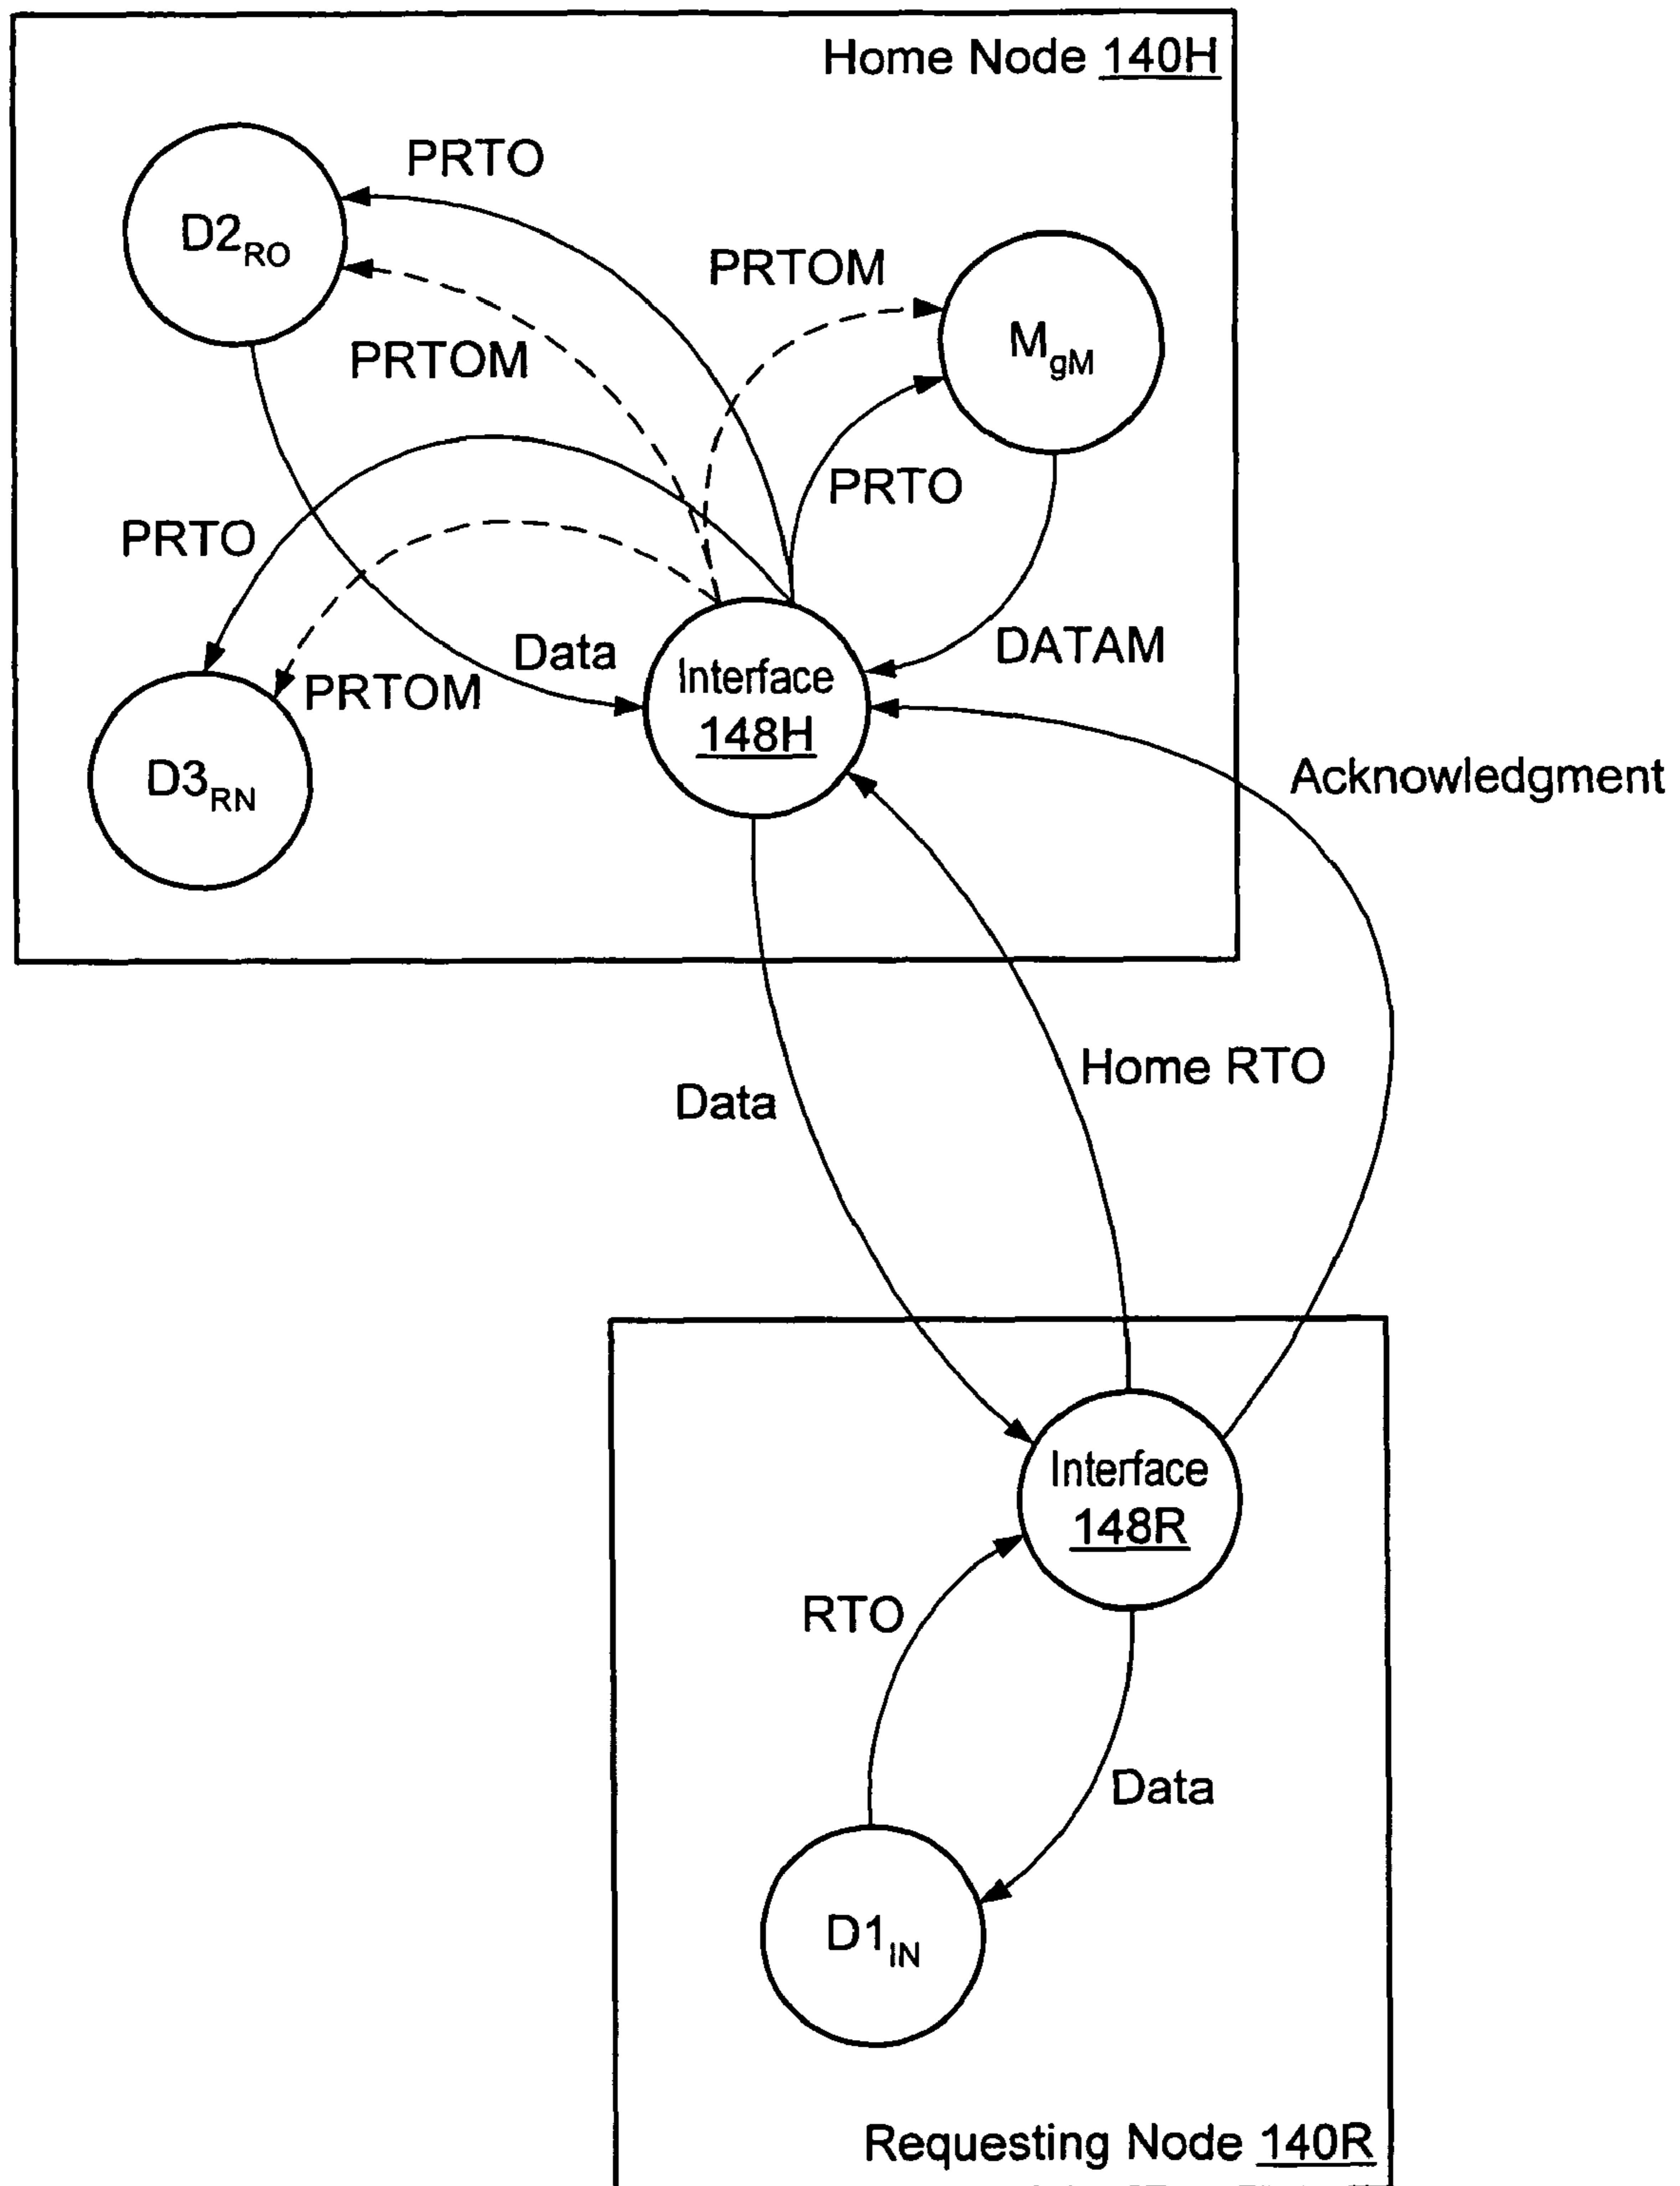 Home Node 140H
PRTO
D2RO
PRTOM
PRTOM
MgM
PRTO
PRTO
Data
DATAM
Interface
148H
PRTOM
D3RN
Acknowledgment
Home RTO
Data
Interface
148R
RTO
Data
D1IN
Requesting Node 140R